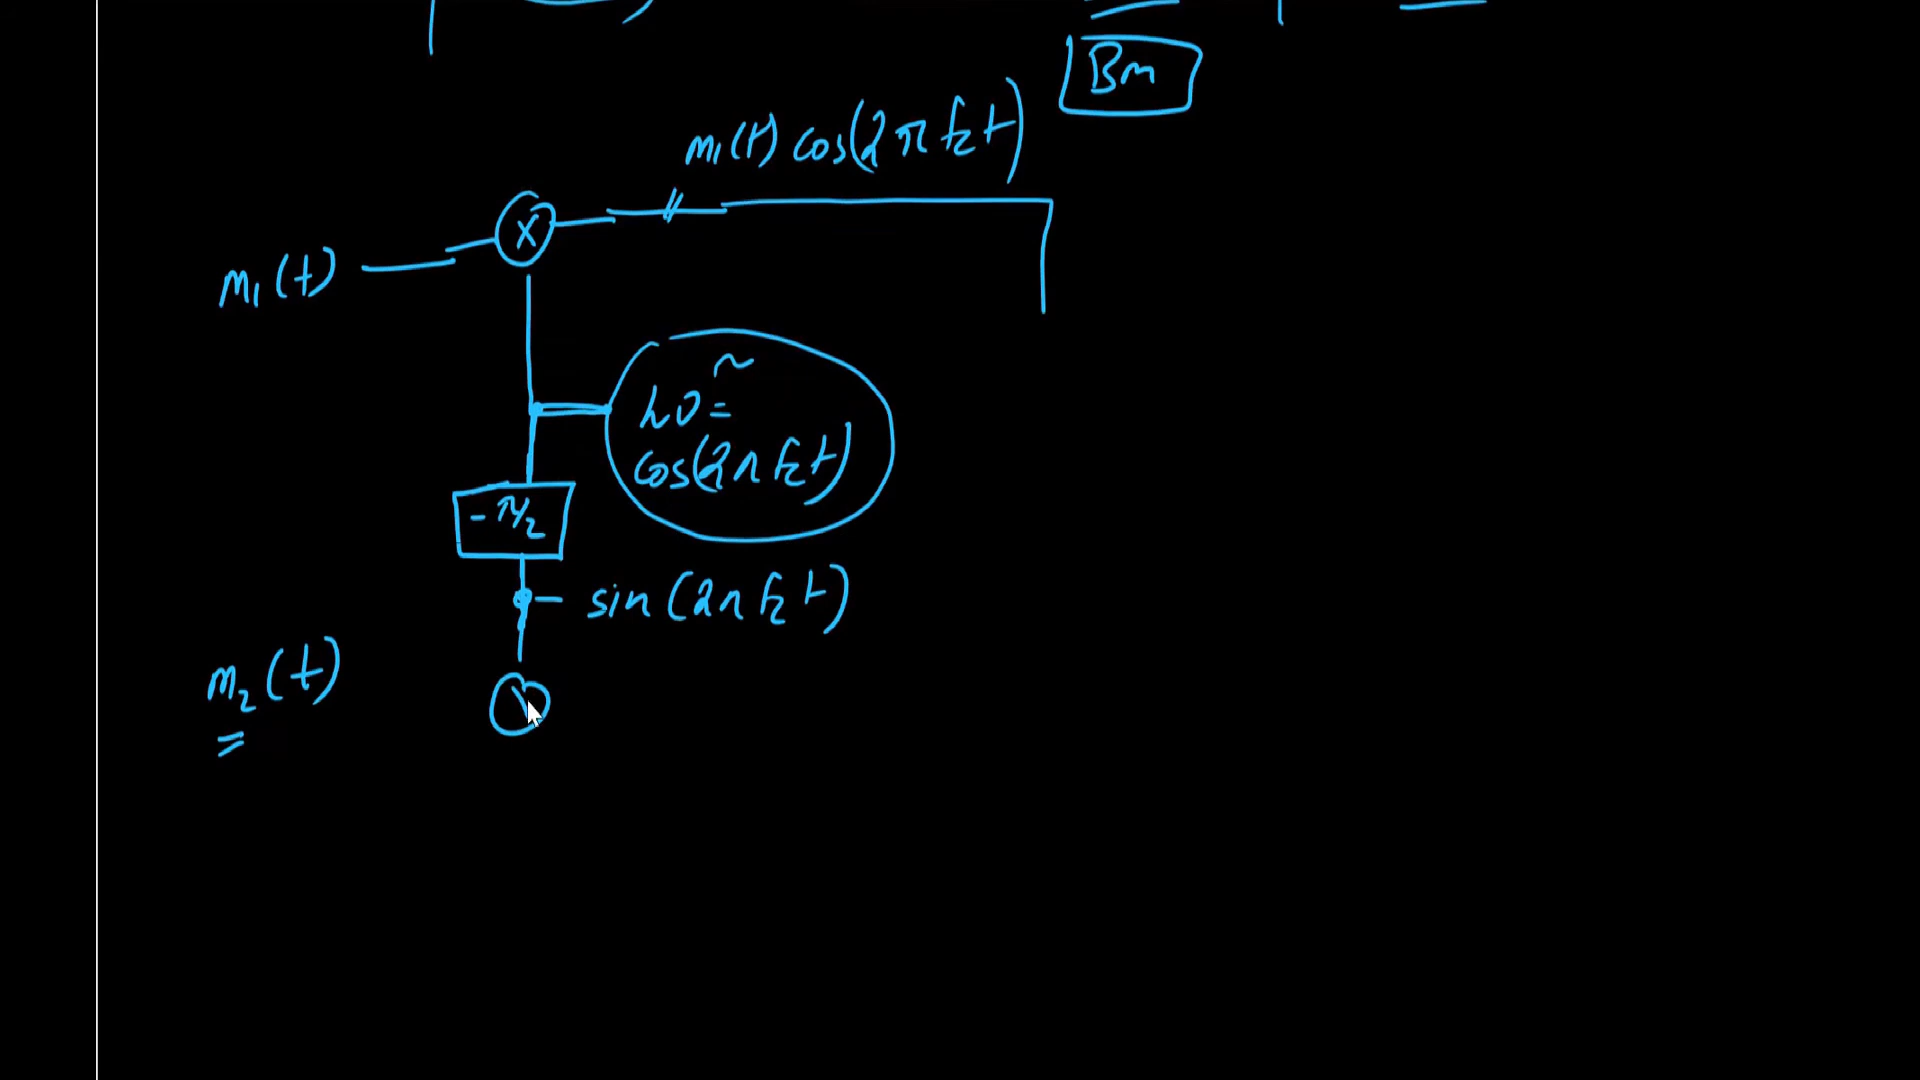 Bm
m₁(t) cos(2π fc t)
X
m₁(t)
~
LO =
cos(2π fc t)
- π/2
sin(2π fc t)
m₂(t)